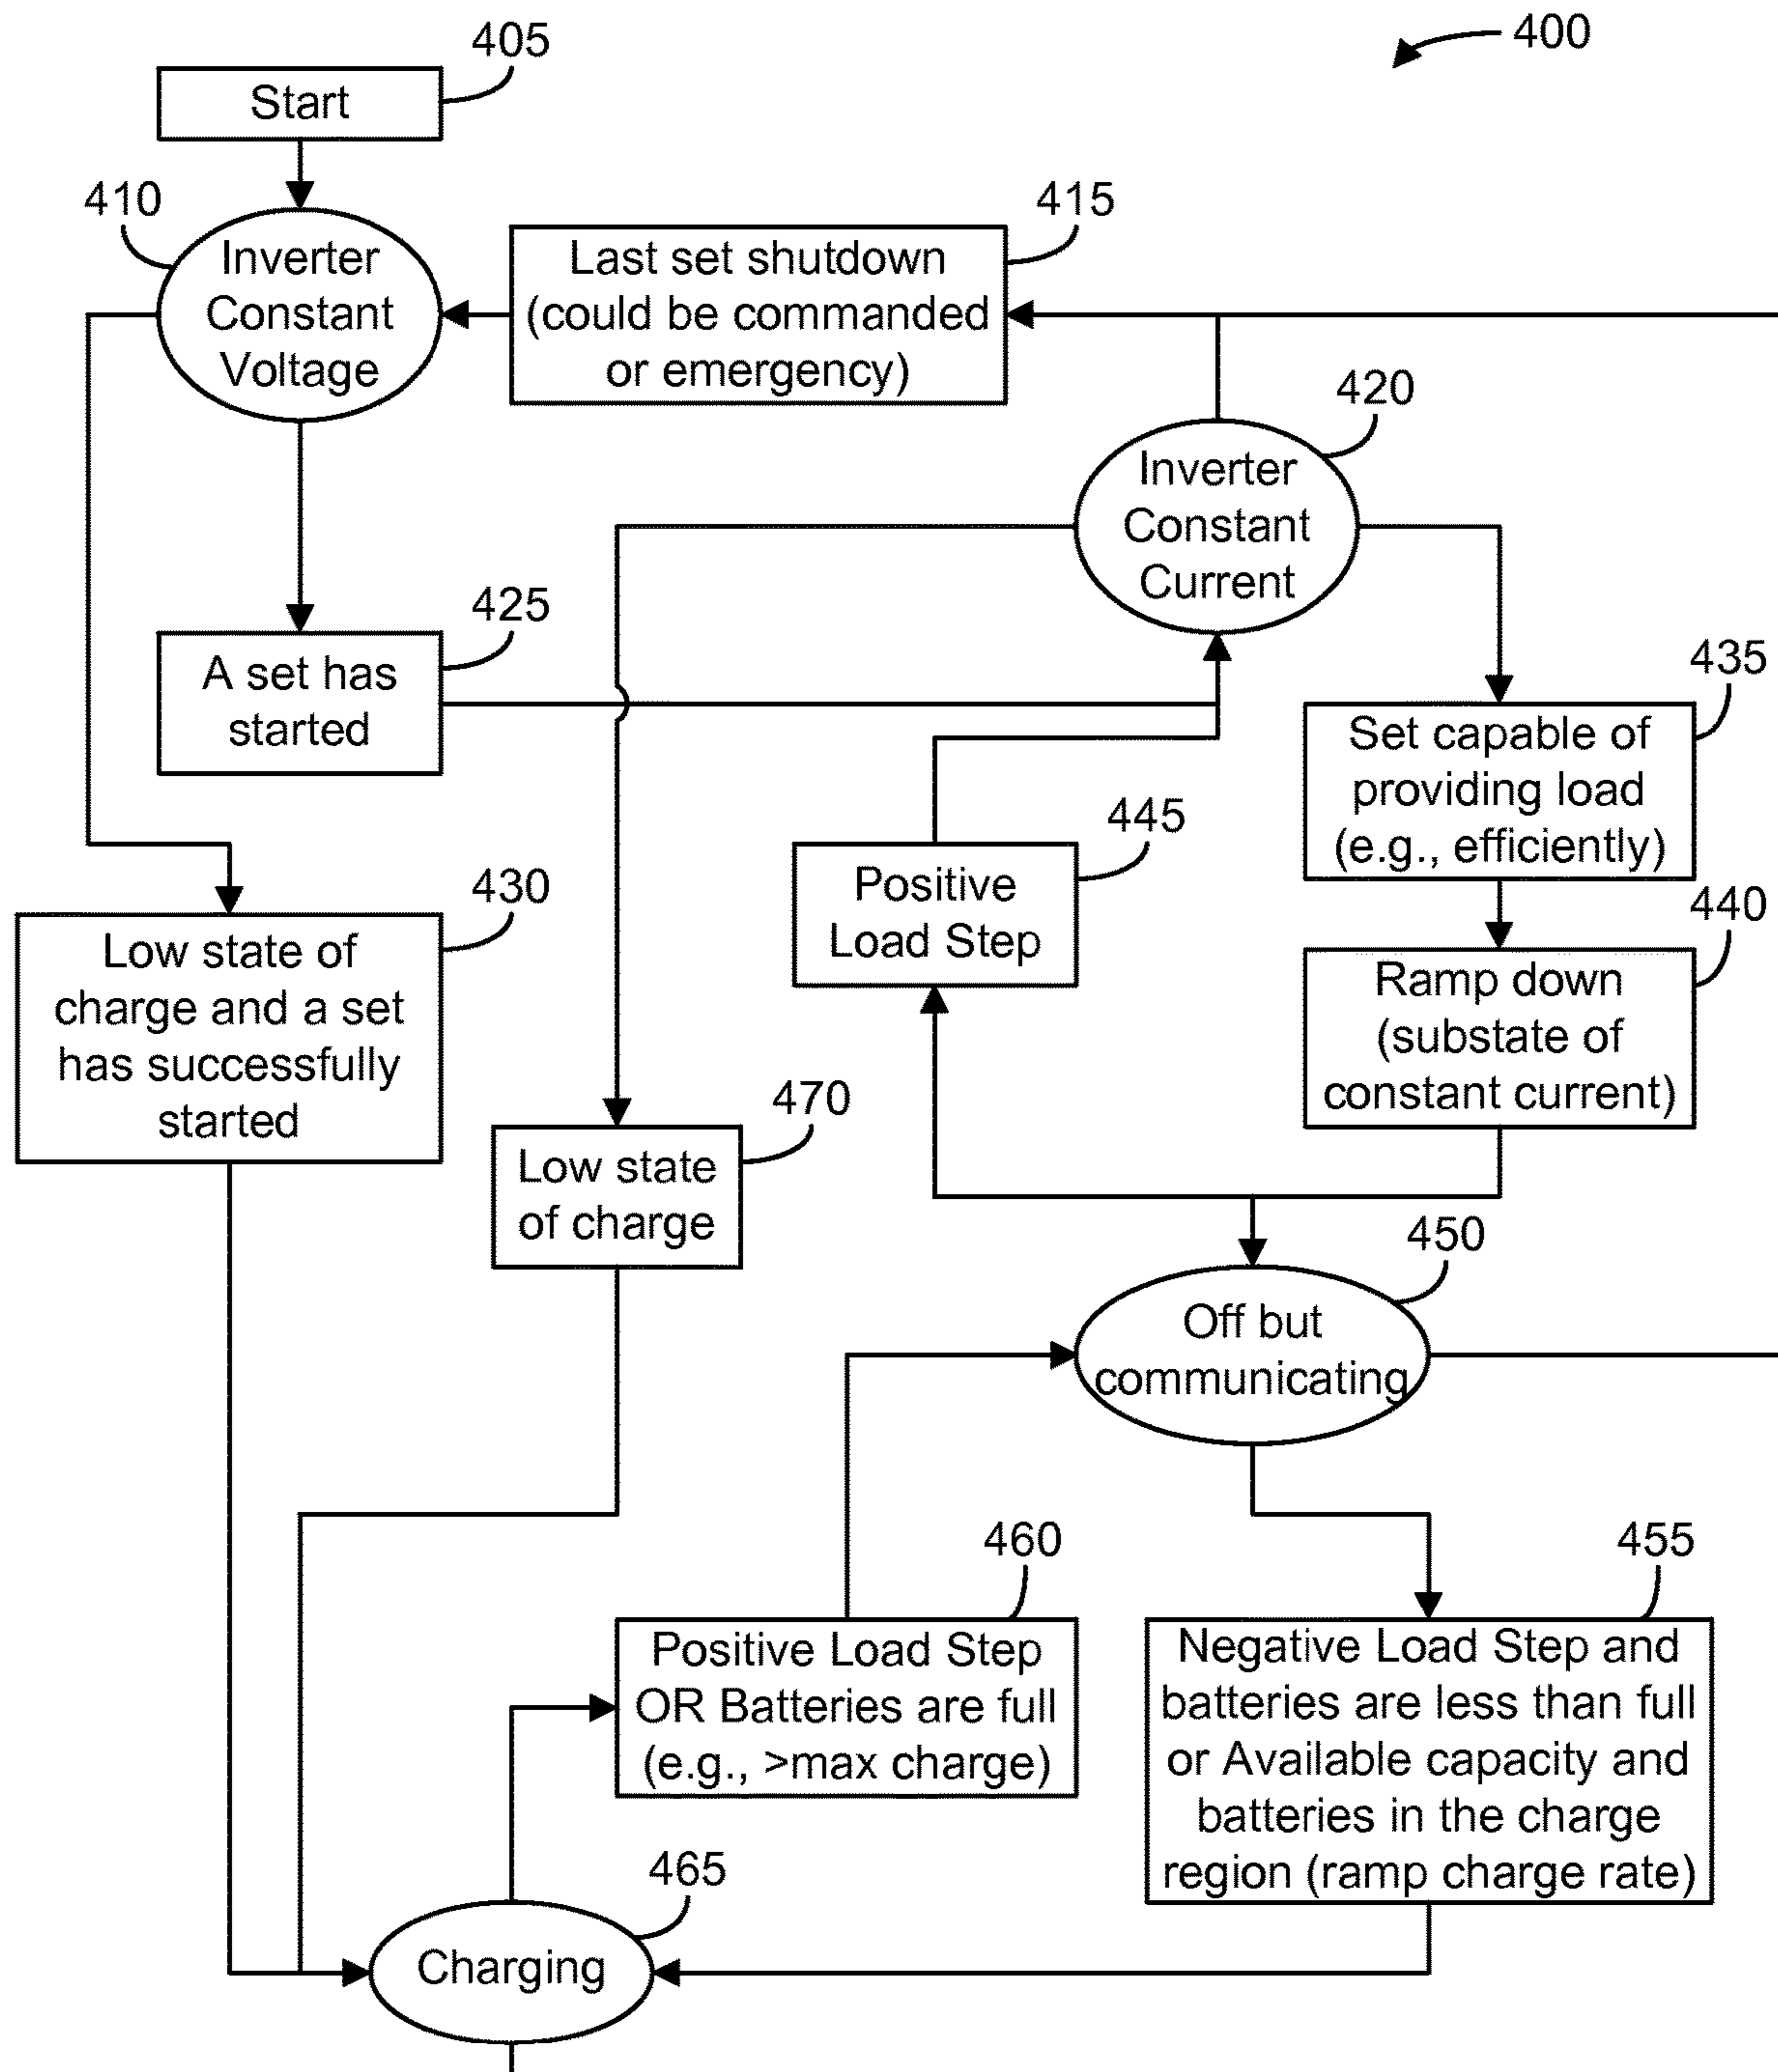 400
405
Start
410
Inverter
Constant
Voltage
415
Last set shutdown
(could be commanded
or emergency)
420
Inverter
Constant
Current
425
A set has
started
435
Set capable of
providing load
(e.g., efficiently)
445
Positive
Load Step
430
Low state of
charge and a set
has successfully
started
440
Ramp down
(substate of
constant current)
470
Low state
of charge
450
Off but
communicating
460
Positive Load Step
OR Batteries are full
(e.g., >max charge)
455
Negative Load Step and
batteries are less than full
or Available capacity and
batteries in the charge
region (ramp charge rate)
465
Charging